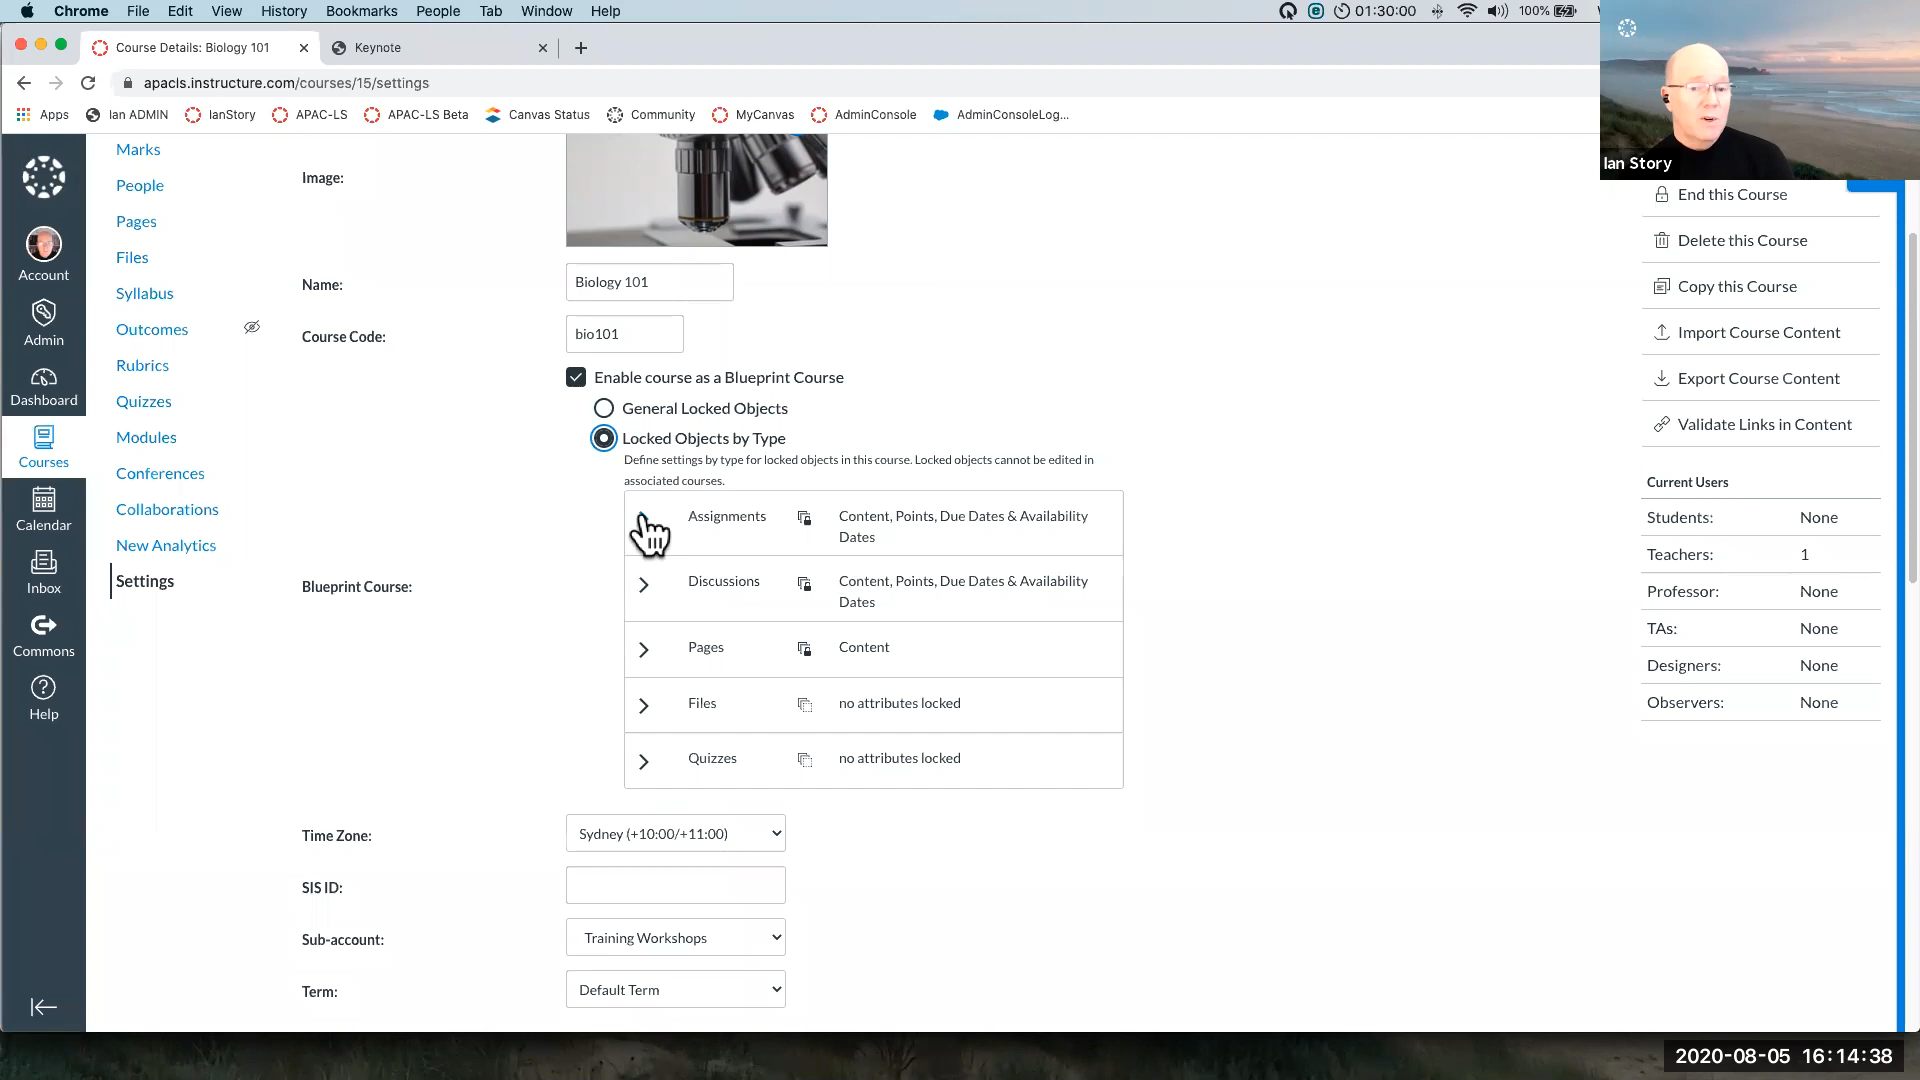 Chrome File Edit View History Bookmarks People Tab Window Help
01:30:00 100%
Course Details: Biology 101
Keynote
apacls.instructure.com/courses/15/settings
Apps Ian ADMIN IanStory APAC-LS APAC-LS Beta Canvas Status Community MyCanvas AdminConsole AdminConsoleLog...
Ian Story
Account
Admin
Dashboard
Courses
Calendar
Inbox
Commons
Help
Marks
People
Pages
Files
Syllabus
Outcomes
Rubrics
Quizzes
Modules
Conferences
Collaborations
New Analytics
Settings
Image:
Name: Biology 101
Course Code: bio101
Blueprint Course:
Enable course as a Blueprint Course
General Locked Objects
Locked Objects by Type
Define settings by type for locked objects in this course. Locked objects cannot be edited in
associated courses.
Assignments Content, Points, Due Dates & Availability
Dates
Discussions Content, Points, Due Dates & Availability
Dates
Pages Content
Files no attributes locked
Quizzes no attributes locked
Time Zone: Sydney (+10:00/+11:00)
SIS ID:
Sub-account: Training Workshops
Term: Default Term
End this Course
Delete this Course
Copy this Course
Import Course Content
Export Course Content
Validate Links in Content
Current Users
Students: None
Teachers: 1
Professor: None
TAs: None
Designers: None
Observers: None
2020-08-05 16:14:38